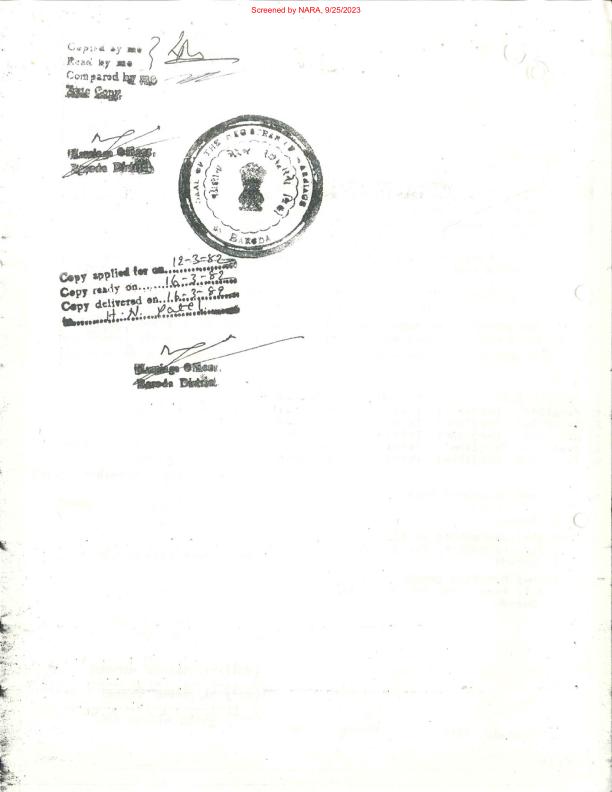 Screened by NARA, 9/25/2023
Copied by me
Read by me
Compared by me
True Copy
Marriage Officer.
Baroda District.
SEAL OF THE REGISTRAR OF MARRIAGE
BARODA
Copy applied for on 12-3-82
Copy ready on 16-3-82
Copy delivered on 16-3-82
H. N. Patel
Marriage Officer.
Baroda District.